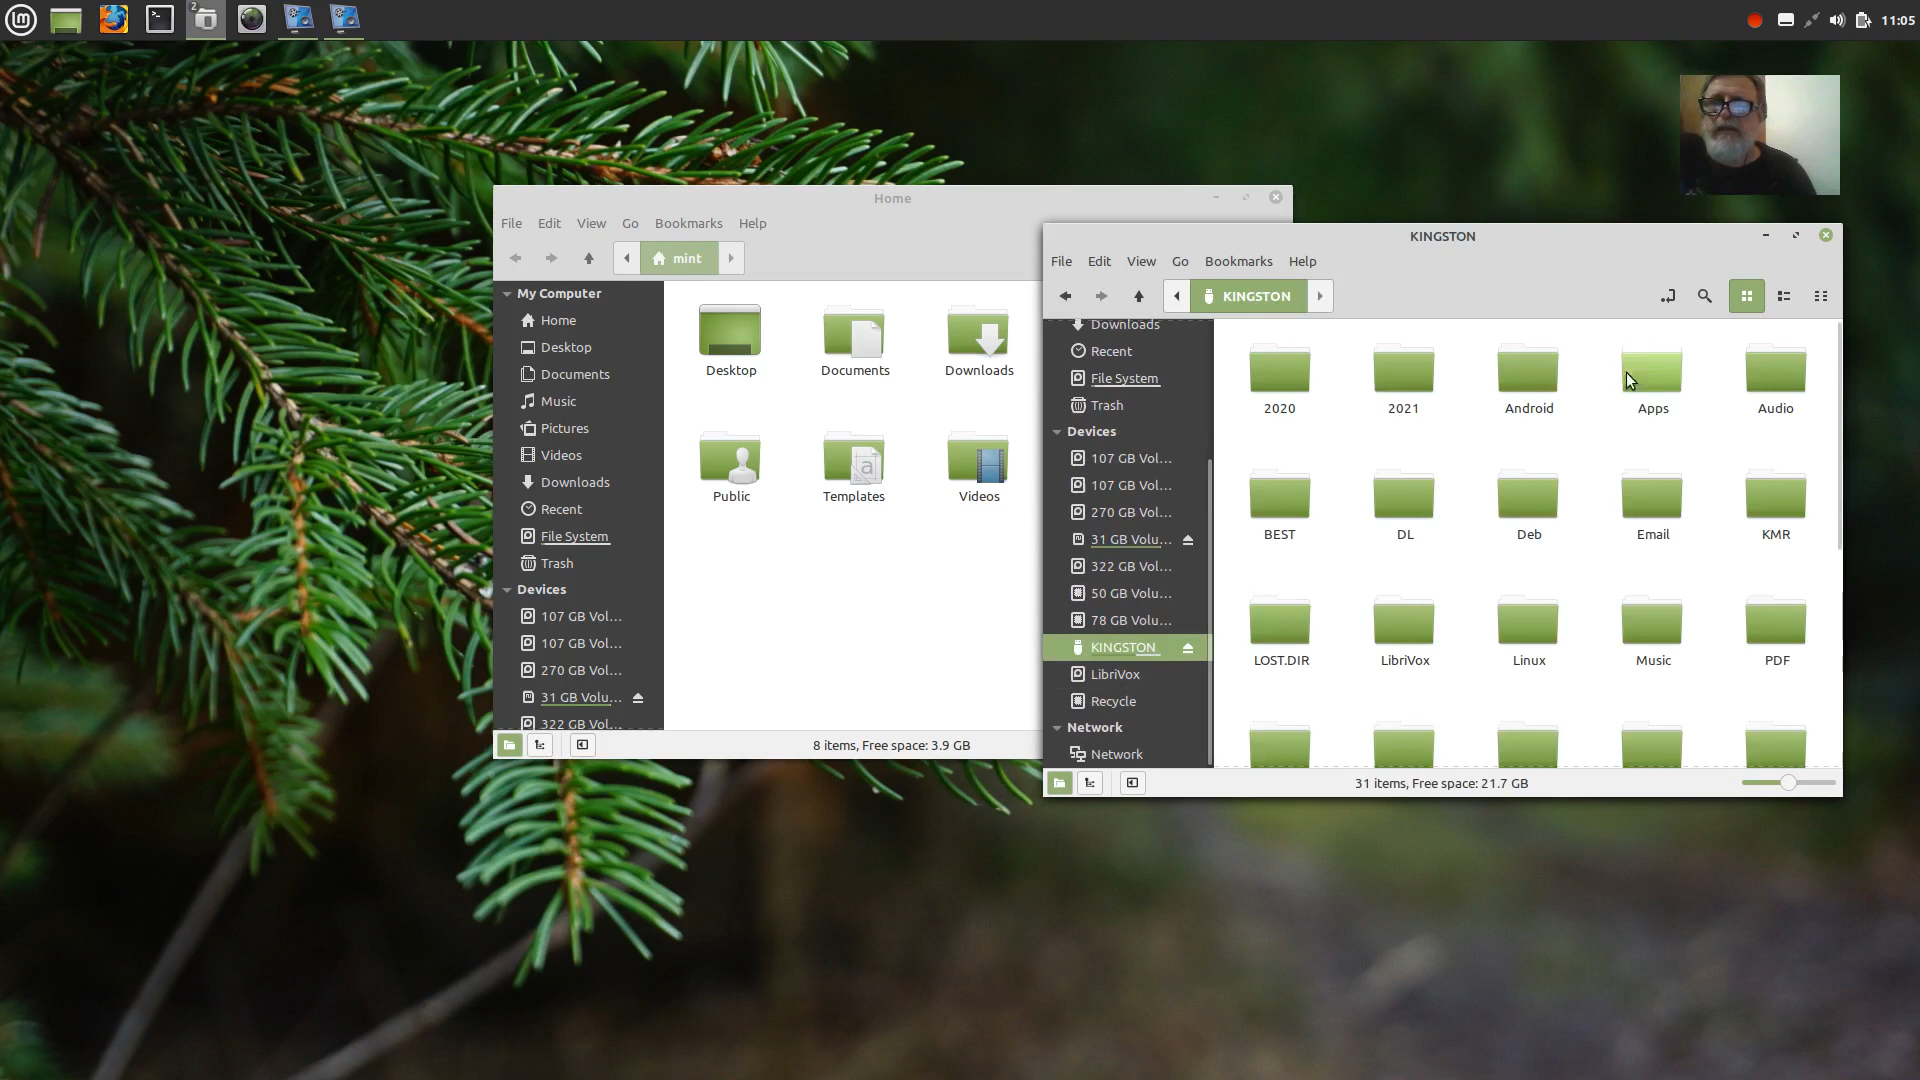 2
11:05
Home
File Edit View Go Bookmarks Help
mint
My Computer
Home
Desktop
Documents
Music
Pictures
Videos
Downloads
Recent
File System
Trash
Devices
107 GB Vol...
107 GB Vol...
270 GB Vol...
31 GB Volu...
322 GB Vol...
Desktop Documents Downloads
Public Templates Videos
8 items, Free space: 3.9 GB
KINGSTON
File Edit View Go Bookmarks Help
KINGSTON
Downloads
Recent
File System
Trash
Devices
107 GB Vol...
107 GB Vol...
270 GB Vol...
31 GB Volu...
322 GB Vol...
50 GB Volu...
78 GB Volu...
KINGSTON
LibriVox
Recycle
Network
Network
2020 2021 Android Apps Audio
BEST DL Deb Email KMR
LOST.DIR LibriVox Linux Music PDF
31 items, Free space: 21.7 GB